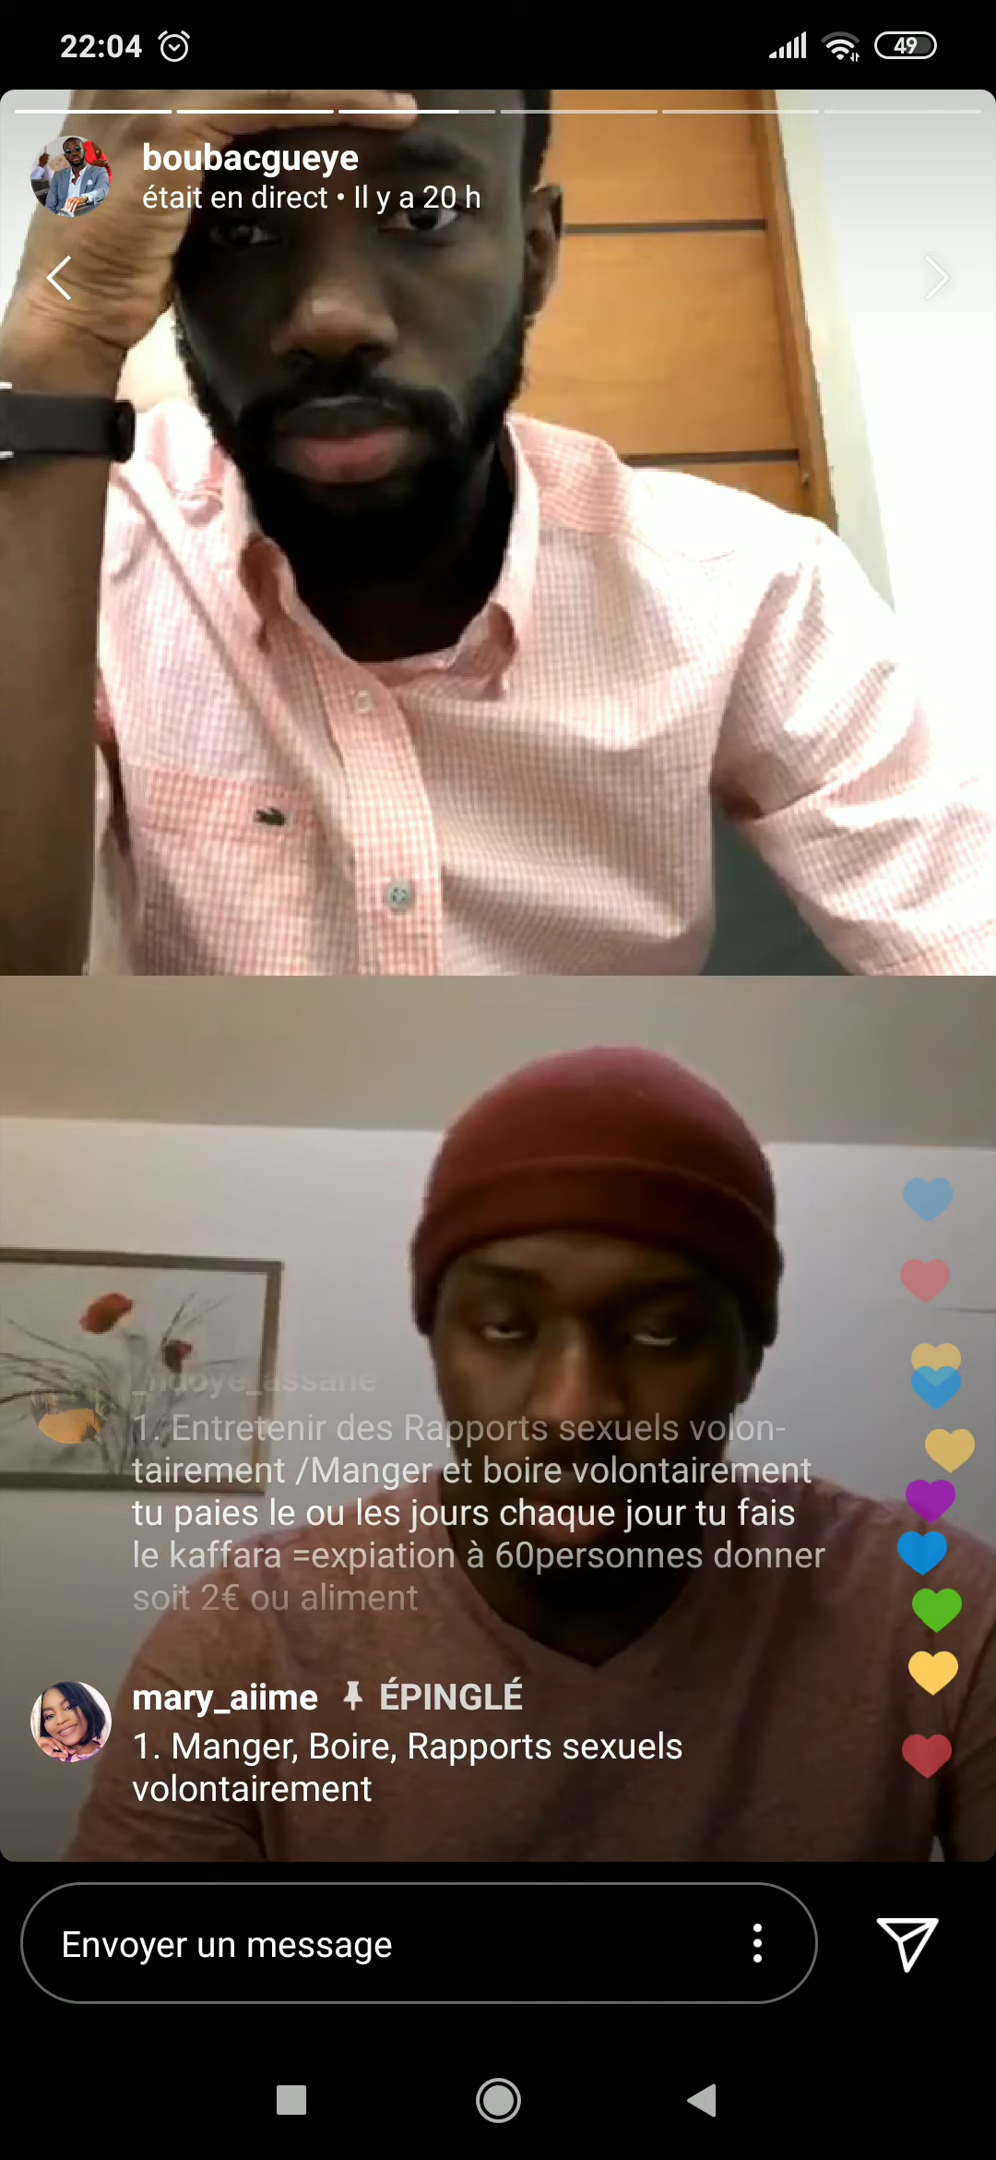 22:04
49
boubacgueye
était en direct • Il y a 20 h
_ndoye_assane
1. Entretenir des Rapports sexuels volon-
tairement /Manger et boire volontairement
tu paies le ou les jours chaque jour tu fais
le kaffara =expiation à 60personnes donner
soit 2€ ou aliment
mary_aiime ÉPINGLÉ
1. Manger, Boire, Rapports sexuels
volontairement
Envoyer un message